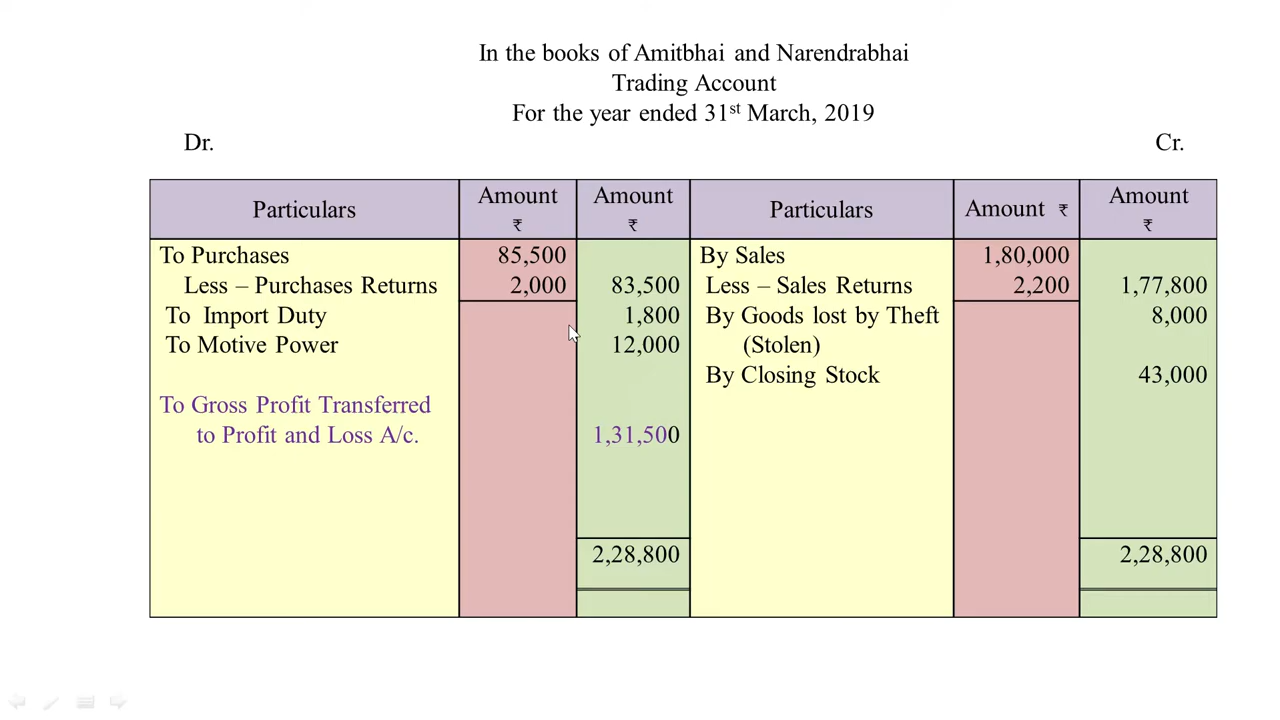 In the books of Amitbhai and Narendrabhai
Trading Account
For the year ended 31st March, 2019
Dr. Cr.
Particulars Amount ₹ Amount ₹ Particulars Amount ₹ Amount ₹
To Purchases 85,500 By Sales 1,80,000
Less – Purchases Returns 2,000 83,500 Less – Sales Returns 2,200 1,77,800
To Import Duty 1,800 By Goods lost by Theft 8,000
To Motive Power 12,000 (Stolen)
By Closing Stock 43,000
To Gross Profit Transferred
to Profit and Loss A/c. 1,31,500
2,28,800 2,28,800